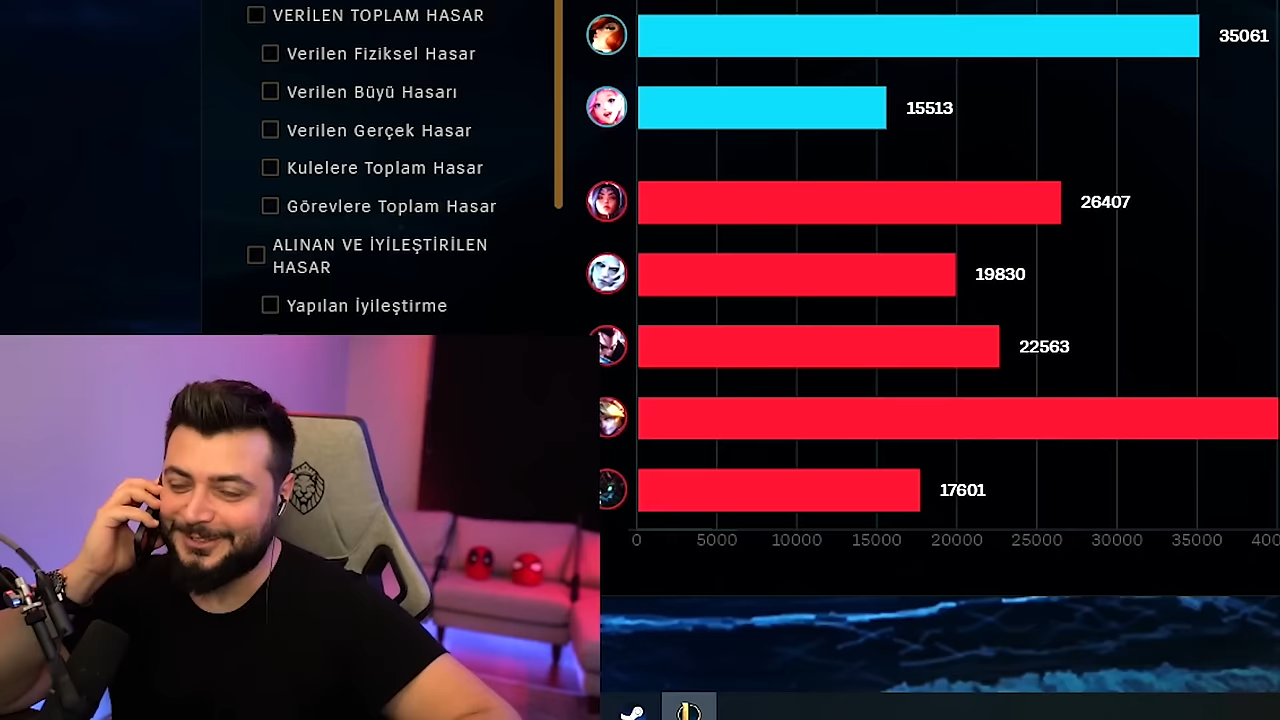 VERİLEN TOPLAM HASAR
Verilen Fiziksel Hasar
Verilen Büyü Hasarı
Verilen Gerçek Hasar
Kulelere Toplam Hasar
Görevlere Toplam Hasar
ALINAN VE İYİLEŞTİRİLEN
HASAR
Yapılan İyileştirme
35061
15513
26407
19830
22563
17601
0 5000 10000 15000 20000 25000 30000 35000